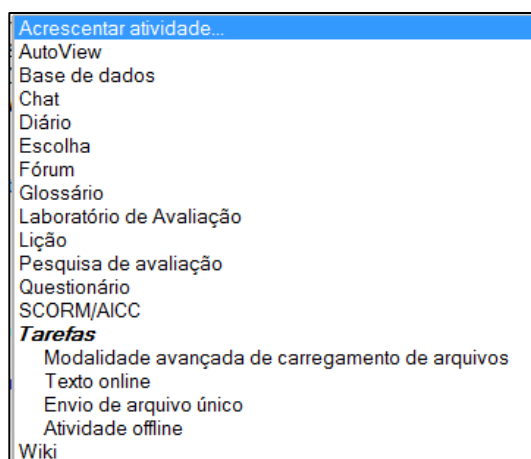 Acrescentar atividade...
AutoView
Base de dados
Chat
Diário
Escolha
Fórum
Glossário
Laboratório de Avaliação
Lição
Pesquisa de avaliação
Questionário
SCORM/AICC
Tarefas
Modalidade avançada de carregamento de arquivos
Texto online
Envio de arquivo único
Atividade offline
Wiki